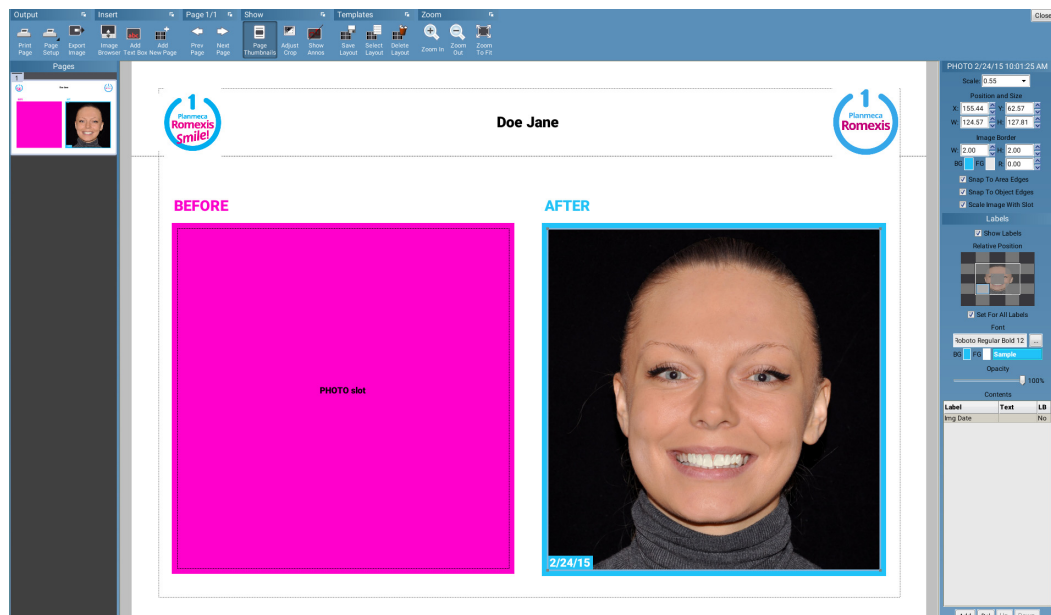 Output Insert Page 1/1 Show Templates Zoom
Close
Print Page
Page Setup
Export Image
Image Browser
Add Text Box
Add New Page
Prev Page
Next Page
Page Thumbnails
Adjust Crop
Show Annos
Save Layout
Select Layout
Delete Layout
Zoom In
Zoom Out
Zoom To Fit
Pages
1
1
Planmeca
Romexis
Smile!
Doe Jane
1
Planmeca
Romexis
BEFORE
AFTER
PHOTO slot
2/24/15
PHOTO 2/24/15 10:01:25 AM
Scale: 0.55
Position and Size
X: 155.44 Y: 62.57
W: 124.57 H: 127.81
Image Border
W: 2.00 H: 2.00
BG FG R: 0.00
Snap To Area Edges
Snap To Object Edges
Scale Image With Slot
Labels
Show Labels
Relative Position
Set For All Labels
Font
Roboto Regular Bold 12 ...
BG FG Sample
Opacity
100%
Contents
Label Text LB
Img Date No